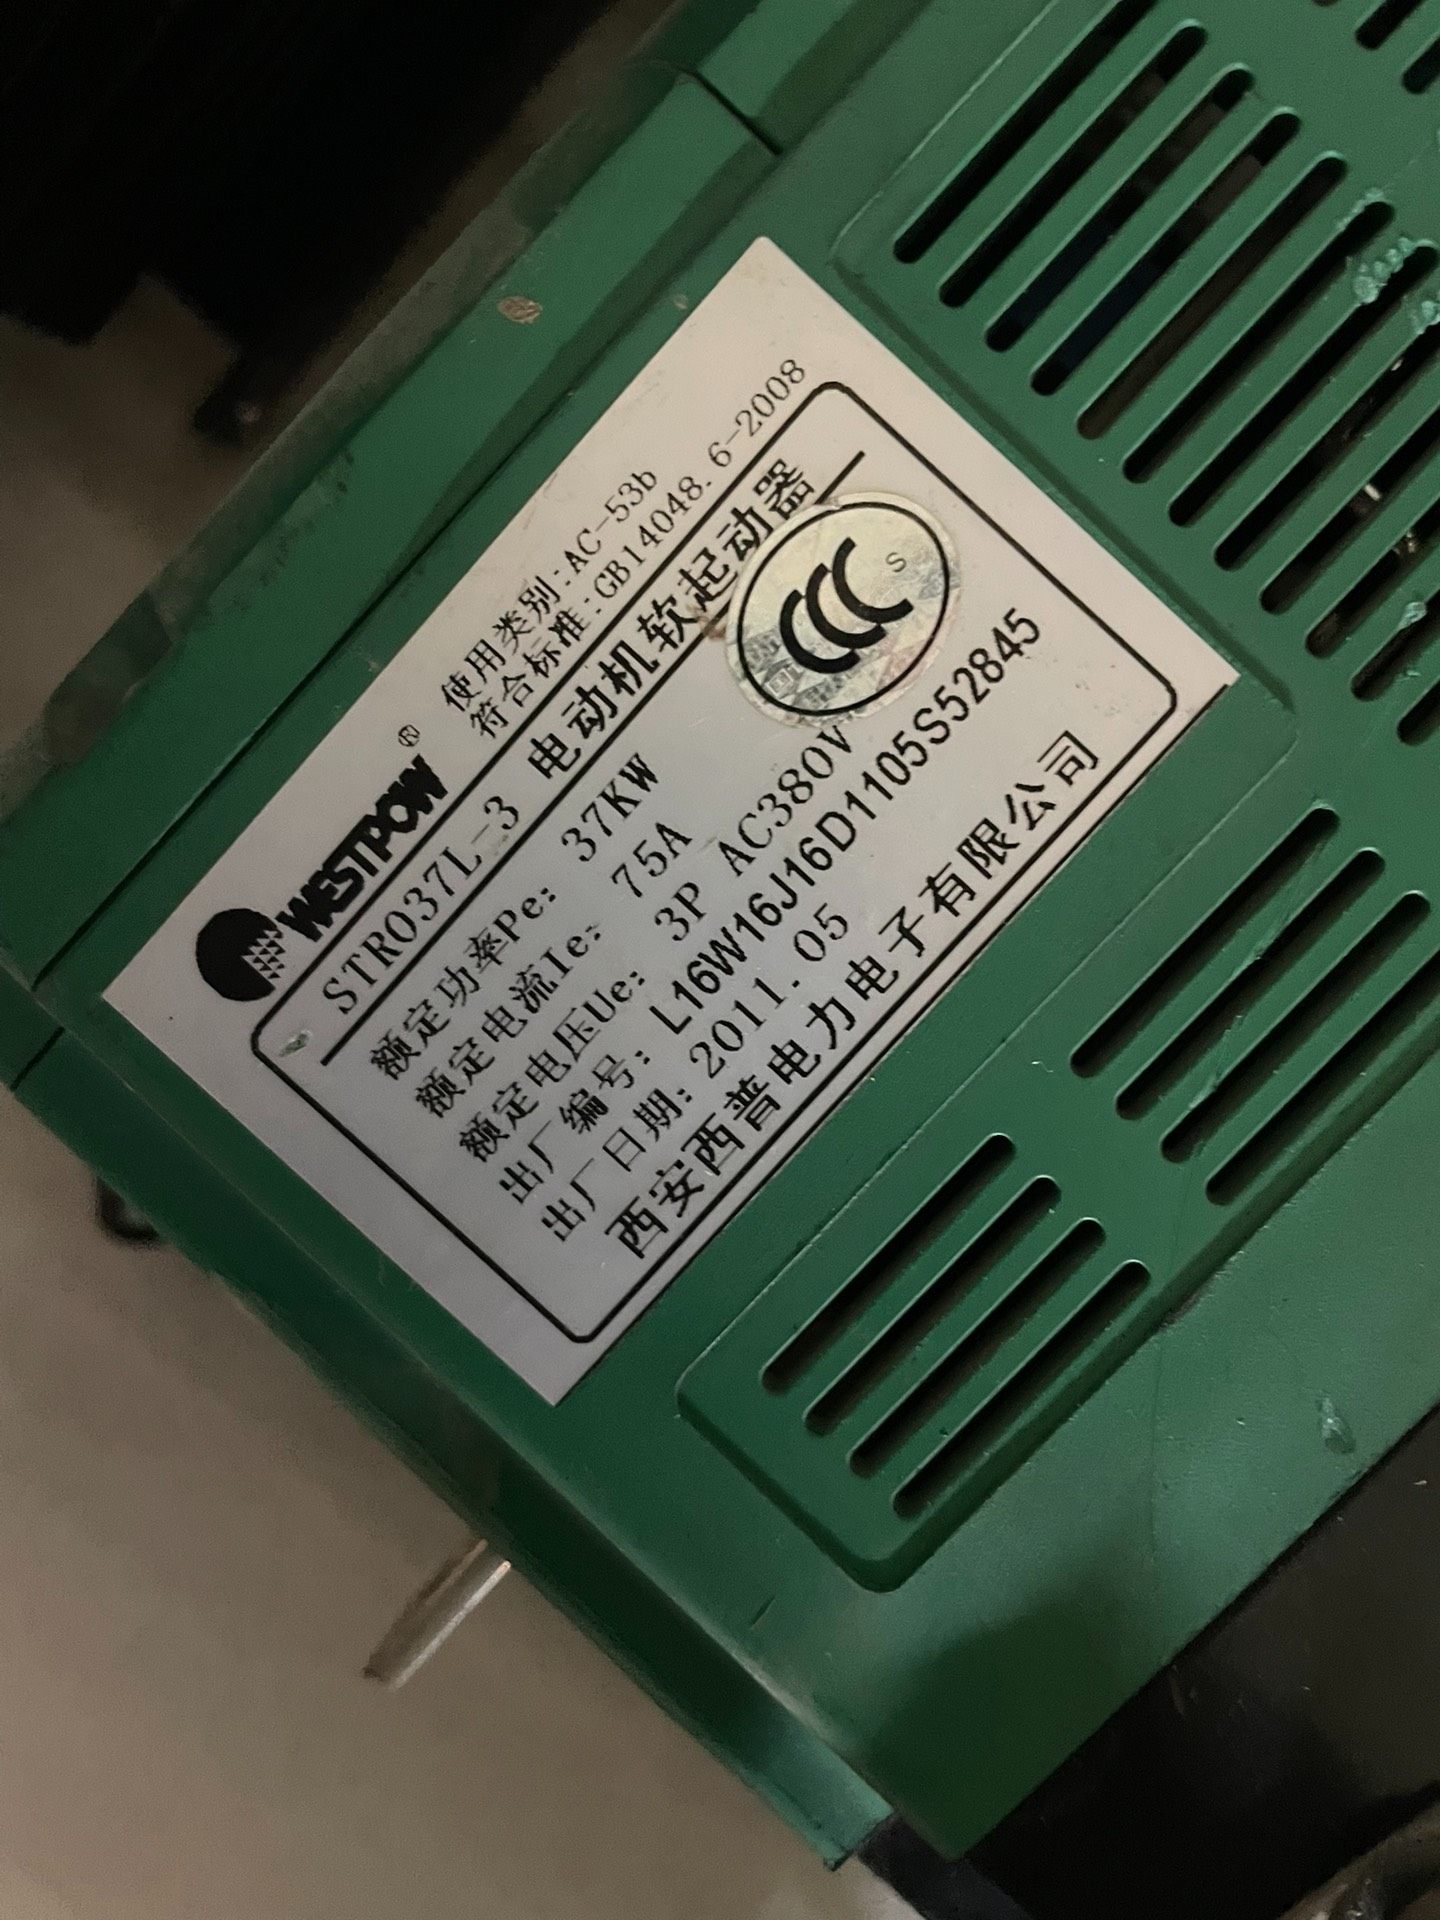 WESTPOW®
使用类别:AC-53b
符合标准:GB14048.6-2008
STR037L-3 电动机软起动器
CCC S
额定功率Pe: 37KW
额定电流Ie: 75A
额定电压Ue: 3P AC380V
出厂编号: L16W16J16D1105S52845
出厂日期: 2011.05
西安西普电力电子有限公司